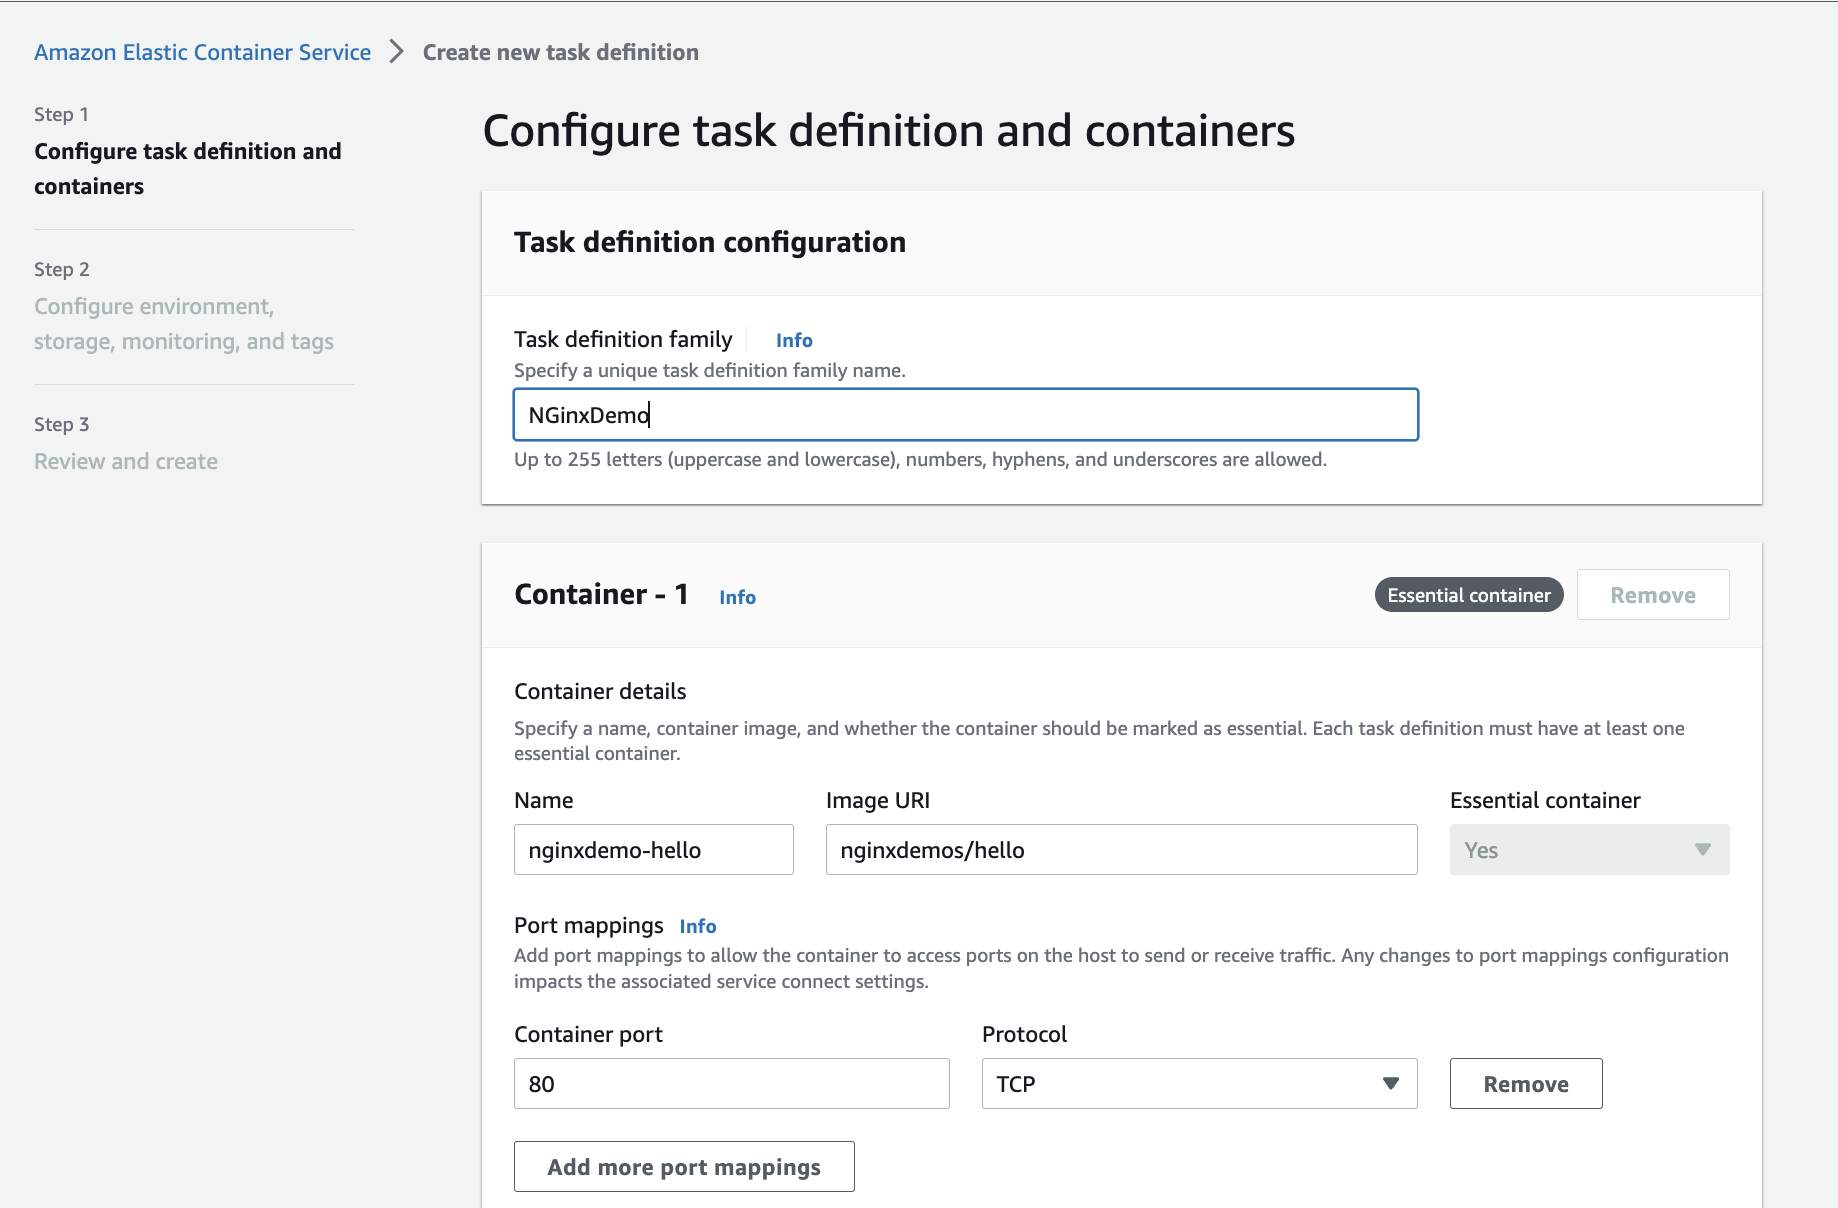 Amazon Elastic Container Service > Create new task definition
Step 1
Configure task definition and
containers
Step 2
Configure environment,
storage, monitoring, and tags
Step 3
Review and create
Configure task definition and containers
Task definition configuration
Task definition family Info
Specify a unique task definition family name.
NGinxDemo
Up to 255 letters (uppercase and lowercase), numbers, hyphens, and underscores are allowed.
Container - 1 Info Essential container Remove
Container details
Specify a name, container image, and whether the container should be marked as essential. Each task definition must have at least one
essential container.
Name Image URI Essential container
nginxdemo-hello nginxdemos/hello Yes
Port mappings Info
Add port mappings to allow the container to access ports on the host to send or receive traffic. Any changes to port mappings configuration
impacts the associated service connect settings.
Container port Protocol
80 TCP Remove
Add more port mappings